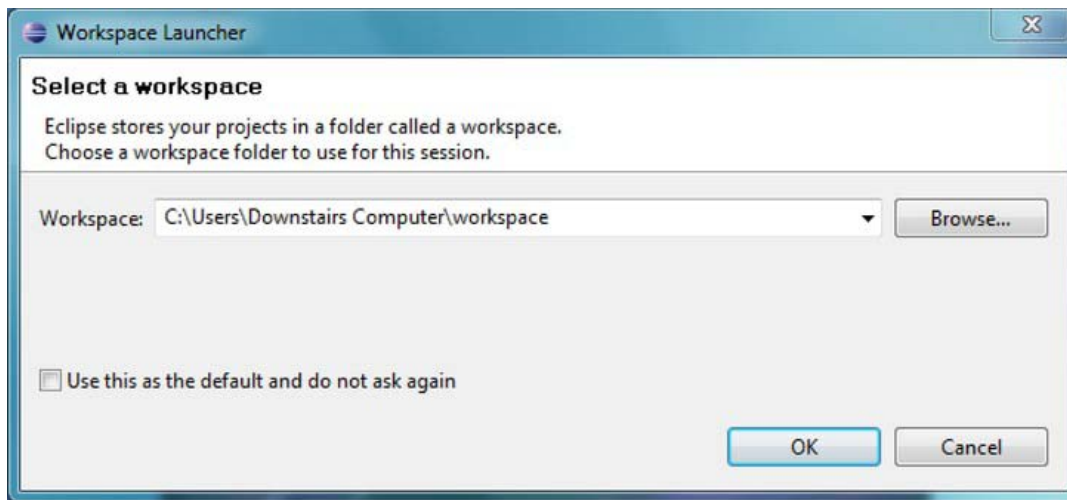 Workspace Launcher
Select a workspace
Eclipse stores your projects in a folder called a workspace.
Choose a workspace folder to use for this session.
Workspace: C:\Users\Downstairs Computer\workspace Browse...
Use this as the default and do not ask again
OK Cancel